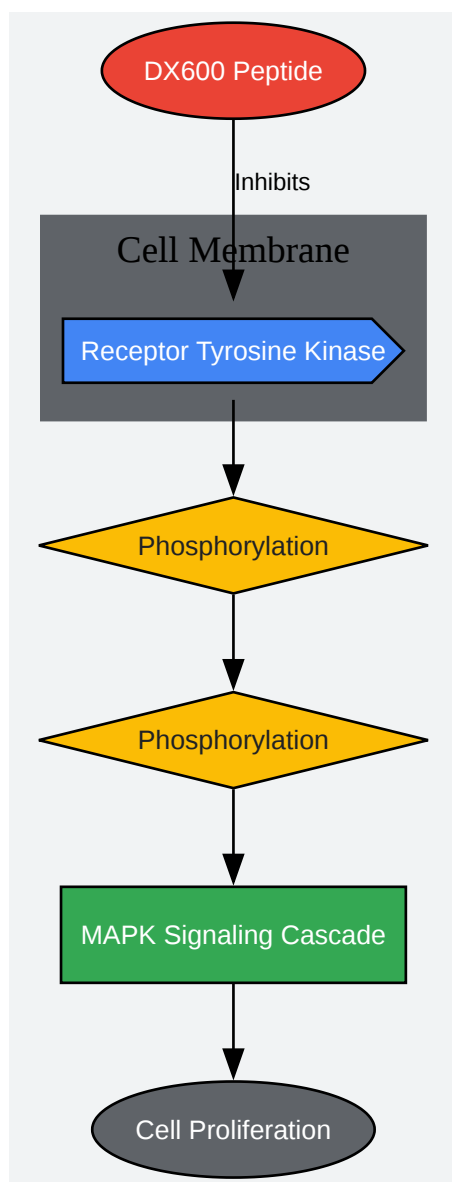 DX600 Peptide
Inhibits
Cell Membrane
Receptor Tyrosine Kinase
Phosphorylation
Phosphorylation
MAPK Signaling Cascade
Cell Proliferation